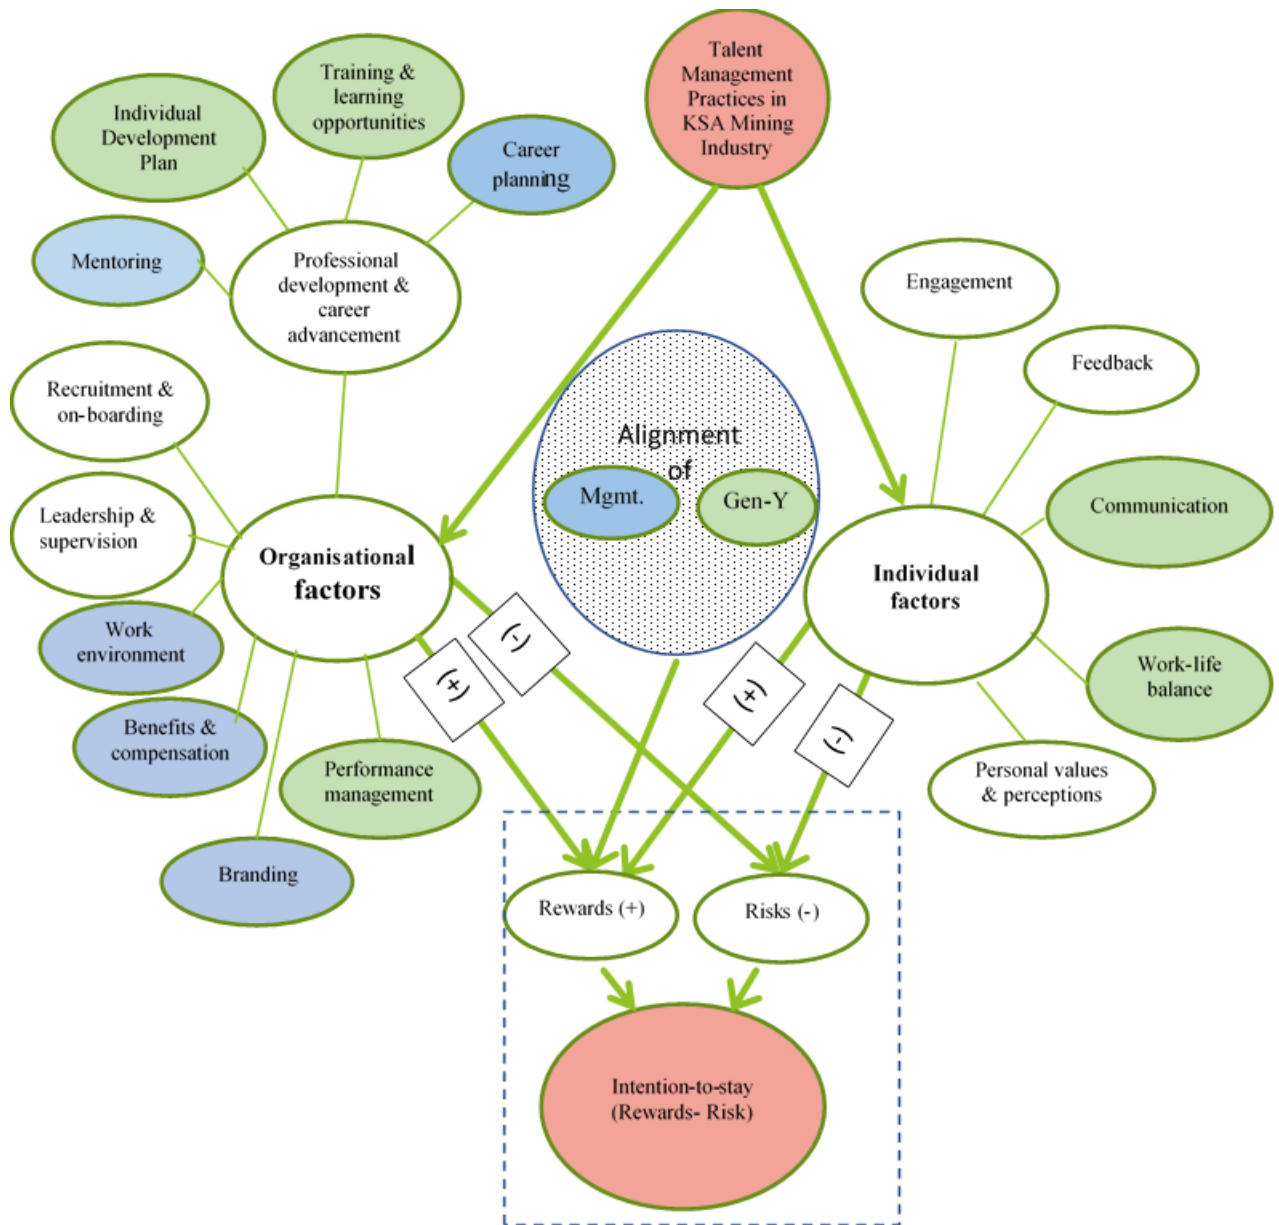 Talent
Management
Practices in
KSA Mining
Industry
Training &
learning
opportunities
Individual
Development
Plan
Career
planning
Mentoring
Professional
development &
career
advancement
Engagement
Feedback
Recruitment &
on-boarding
Alignment
of
Mgmt.
Gen-Y
Communication
Leadership &
supervision
Organisational
factors
Individual
factors
Work
environment
(+)
(-)
(+)
(-)
Work-life
balance
Benefits &
compensation
Performance
management
Personal values
& perceptions
Branding
Rewards (+)
Risks (-)
Intention-to-stay
(Rewards- Risk)